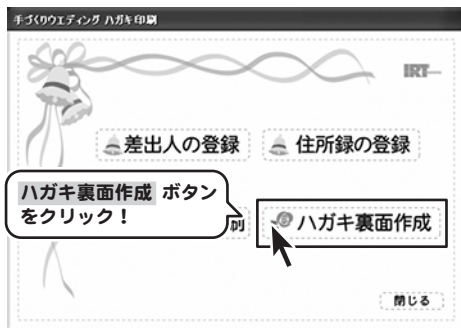 手づくりウエディング ハガキ印刷
IRT
差出人の登録
住所録の登録
ハガキ裏面作成 ボタン
をクリック！
刷
ハガキ裏面作成
閉じる